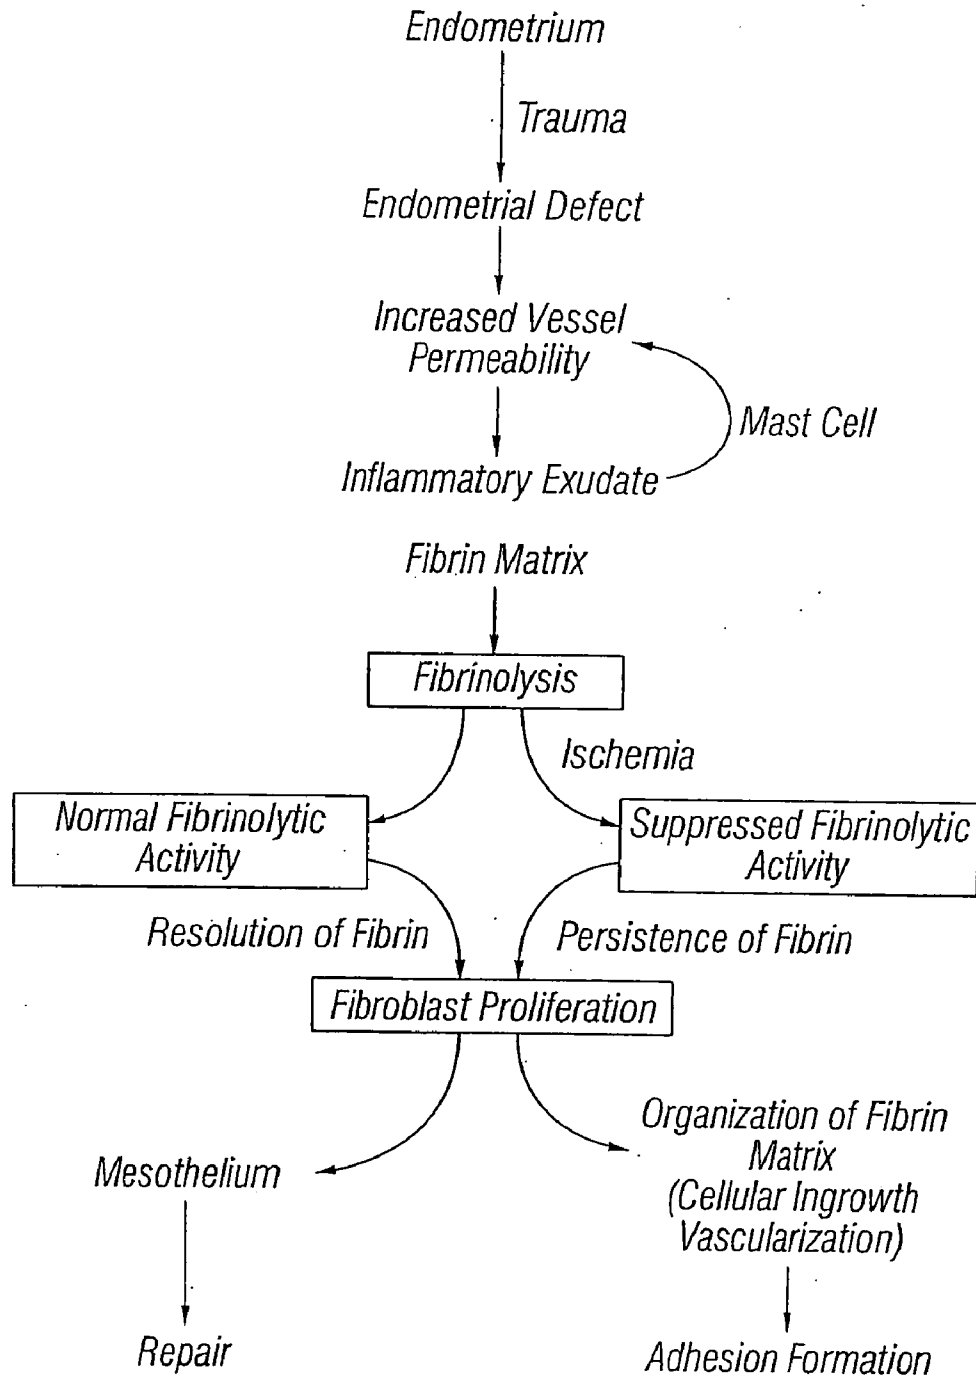 Endometrium
Trauma
Endometrial Defect
Increased Vessel
Permeability
Mast Cell
Inflammatory Exudate
Fibrin Matrix
Fibrinolysis
Ischemia
Normal Fibrinolytic
Activity
Suppressed Fibrinolytic
Activity
Resolution of Fibrin
Persistence of Fibrin
Fibroblast Proliferation
Mesothelium
Organization of Fibrin
Matrix
(Cellular Ingrowth
Vascularization)
Repair
Adhesion Formation